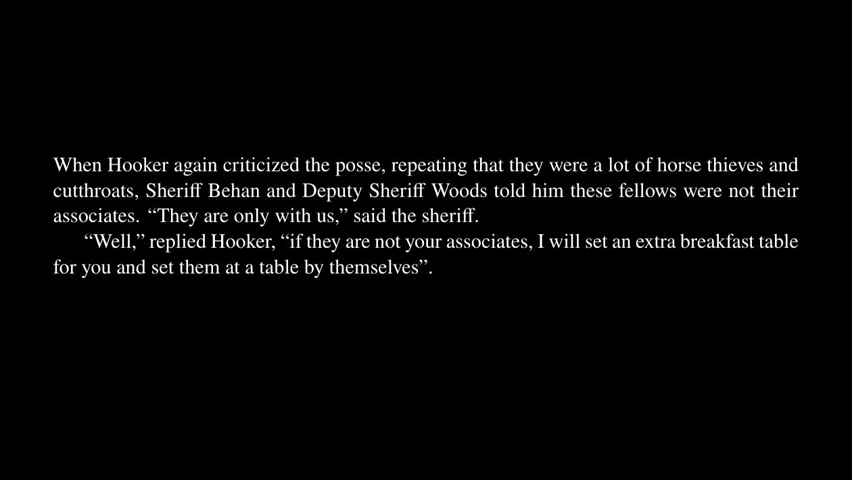 When Hooker again criticized the posse, repeating that they were a lot of horse thieves and
cutthroats, Sheriff Behan and Deputy Sheriff Woods told him these fellows were not their
associates. “They are only with us,” said the sheriff.
“Well,” replied Hooker, “if they are not your associates, I will set an extra breakfast table
for you and set them at a table by themselves”.